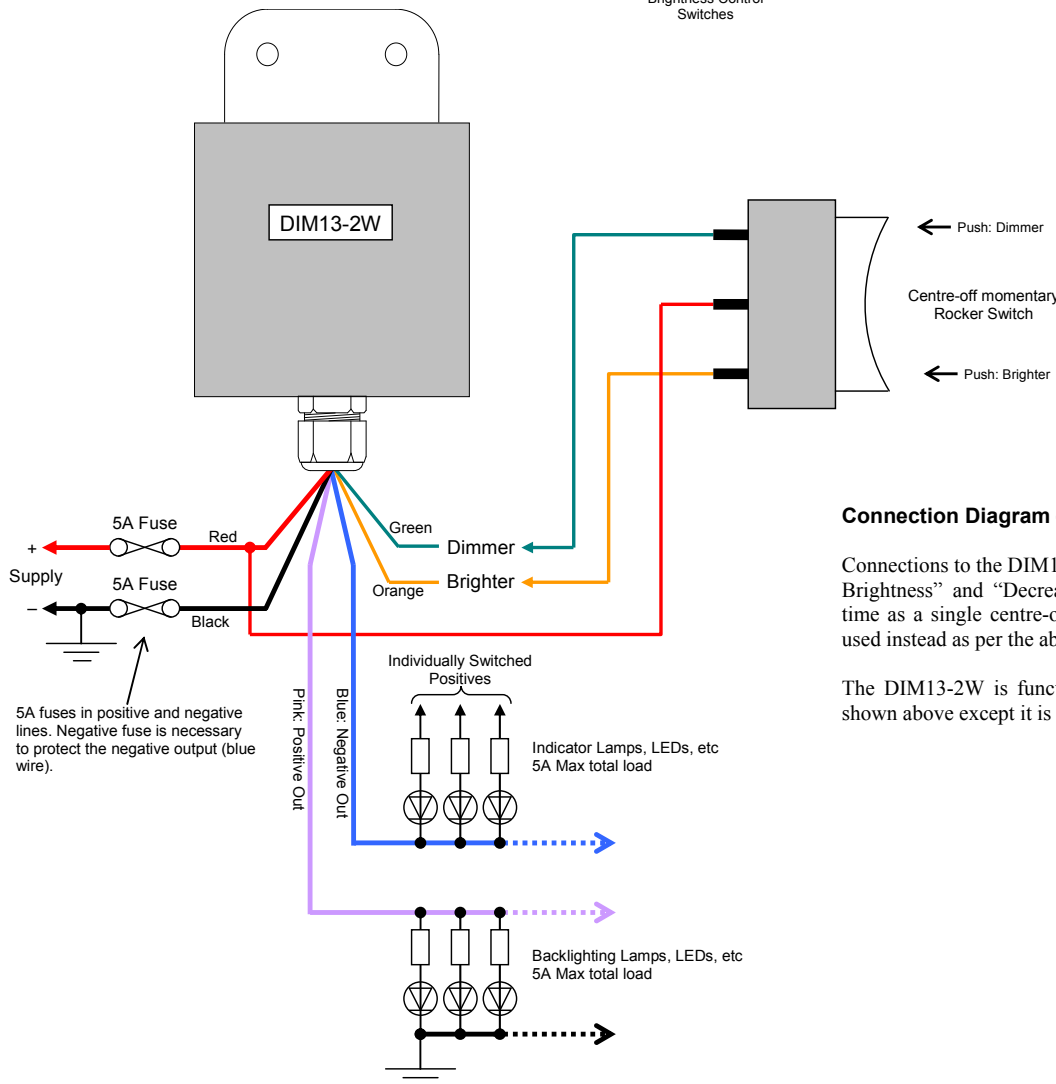 Switches
DIM13-2W
Push: Dimmer
Centre-off momentary
Rocker Switch
Push: Brighter
5A Fuse
Red
+
Supply
5A Fuse
–
Black
Green
Dimmer
Orange
Brighter
5A fuses in positive and negative
lines. Negative fuse is necessary
to protect the negative output (blue
wire).
Pink: Positive Out
Blue: Negative Out
Individually Switched
Positives
Indicator Lamps, LEDs, etc
5A Max total load
Backlighting Lamps, LEDs, etc
5A Max total load
Connection Diagram
Connections to the DIM1
Brightness” and “Decrea
time as a single centre-o
used instead as per the ab
The DIM13-2W is func
shown above except it is